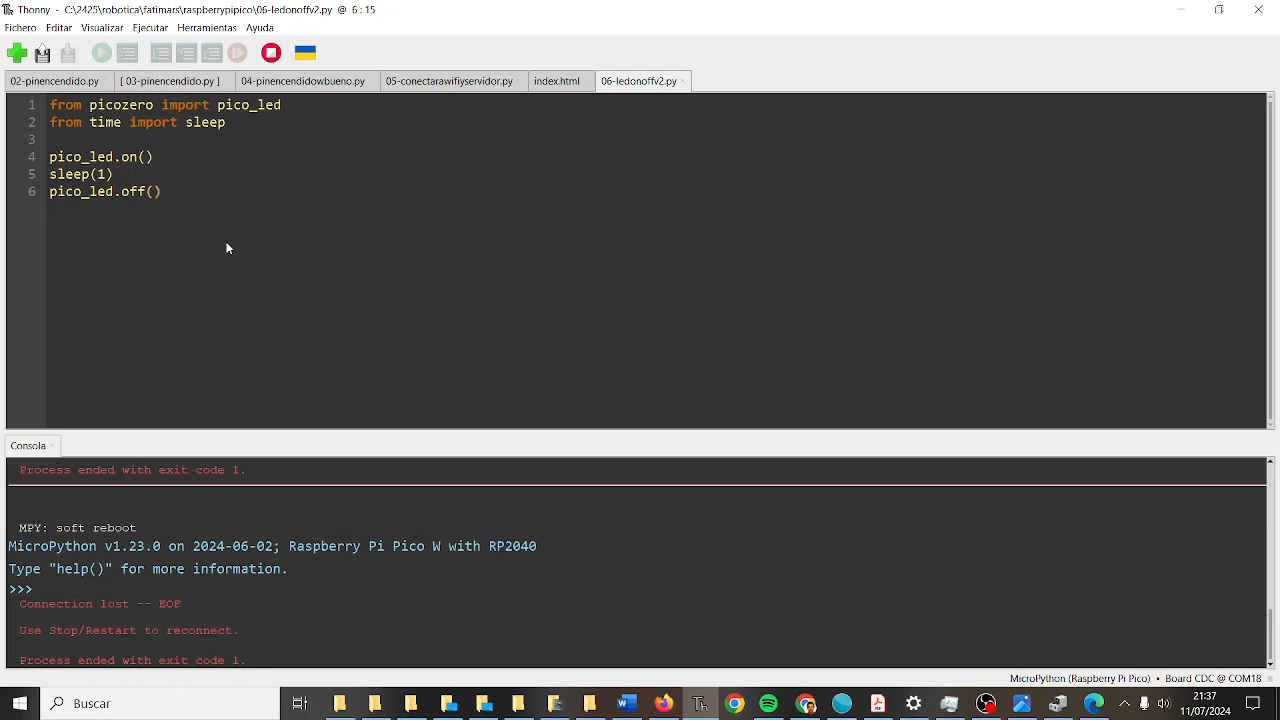 Thonny - C:\2425\robotica\fatimars\raspberrypipico\06-ledonoffv2.py @ 6 : 15
Fichero Editar Visualizar Ejecutar Herramientas Ayuda
02-pinencendido.py × [ 03-pinencendido.py ] × 04-pinencendidowbueno.py × 05-conectarawifiyservidor.py × index.html × 06-ledonoffv2.py ×
1 from picozero import pico_led
2 from time import sleep
3
4 pico_led.on()
5 sleep(1)
6 pico_led.off()
Consola ×
Process ended with exit code 1.
MPY: soft reboot
MicroPython v1.23.0 on 2024-06-02; Raspberry Pi Pico W with RP2040
Type "help()" for more information.
>>>
Connection lost -- EOF
Use Stop/Restart to reconnect.
Process ended with exit code 1.
MicroPython (Raspberry Pi Pico) • Board CDC @ COM18
Buscar
21:37
11/07/2024